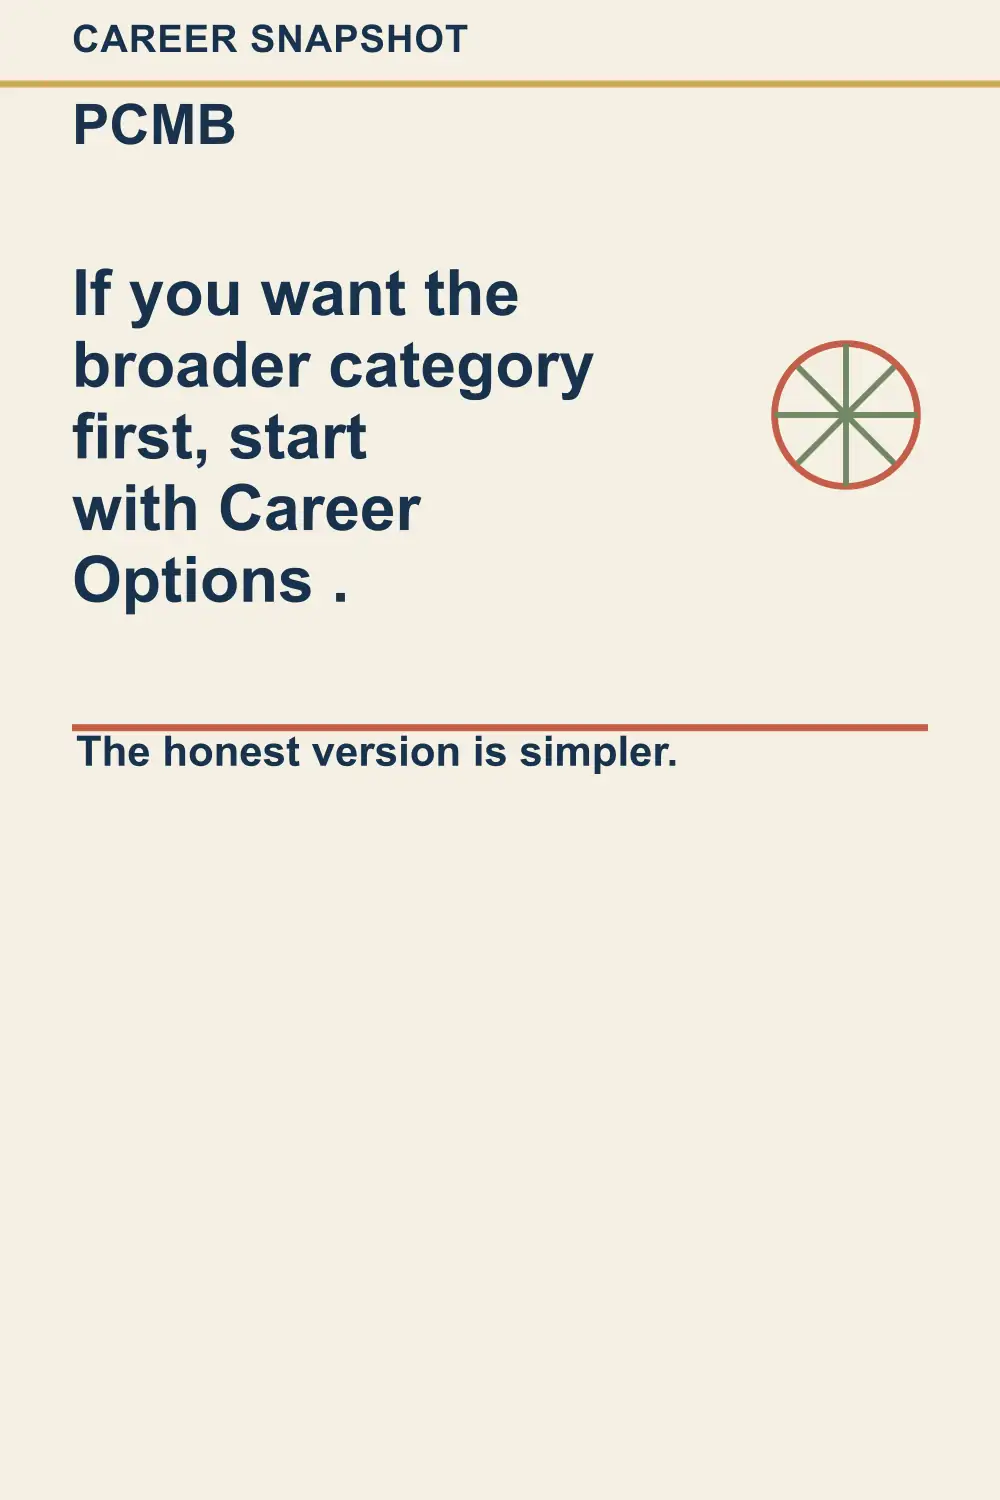 CAREER SNAPSHOT
PCMB
If you want the
broader category
first, start
with Career
Options .
The honest version is simpler.